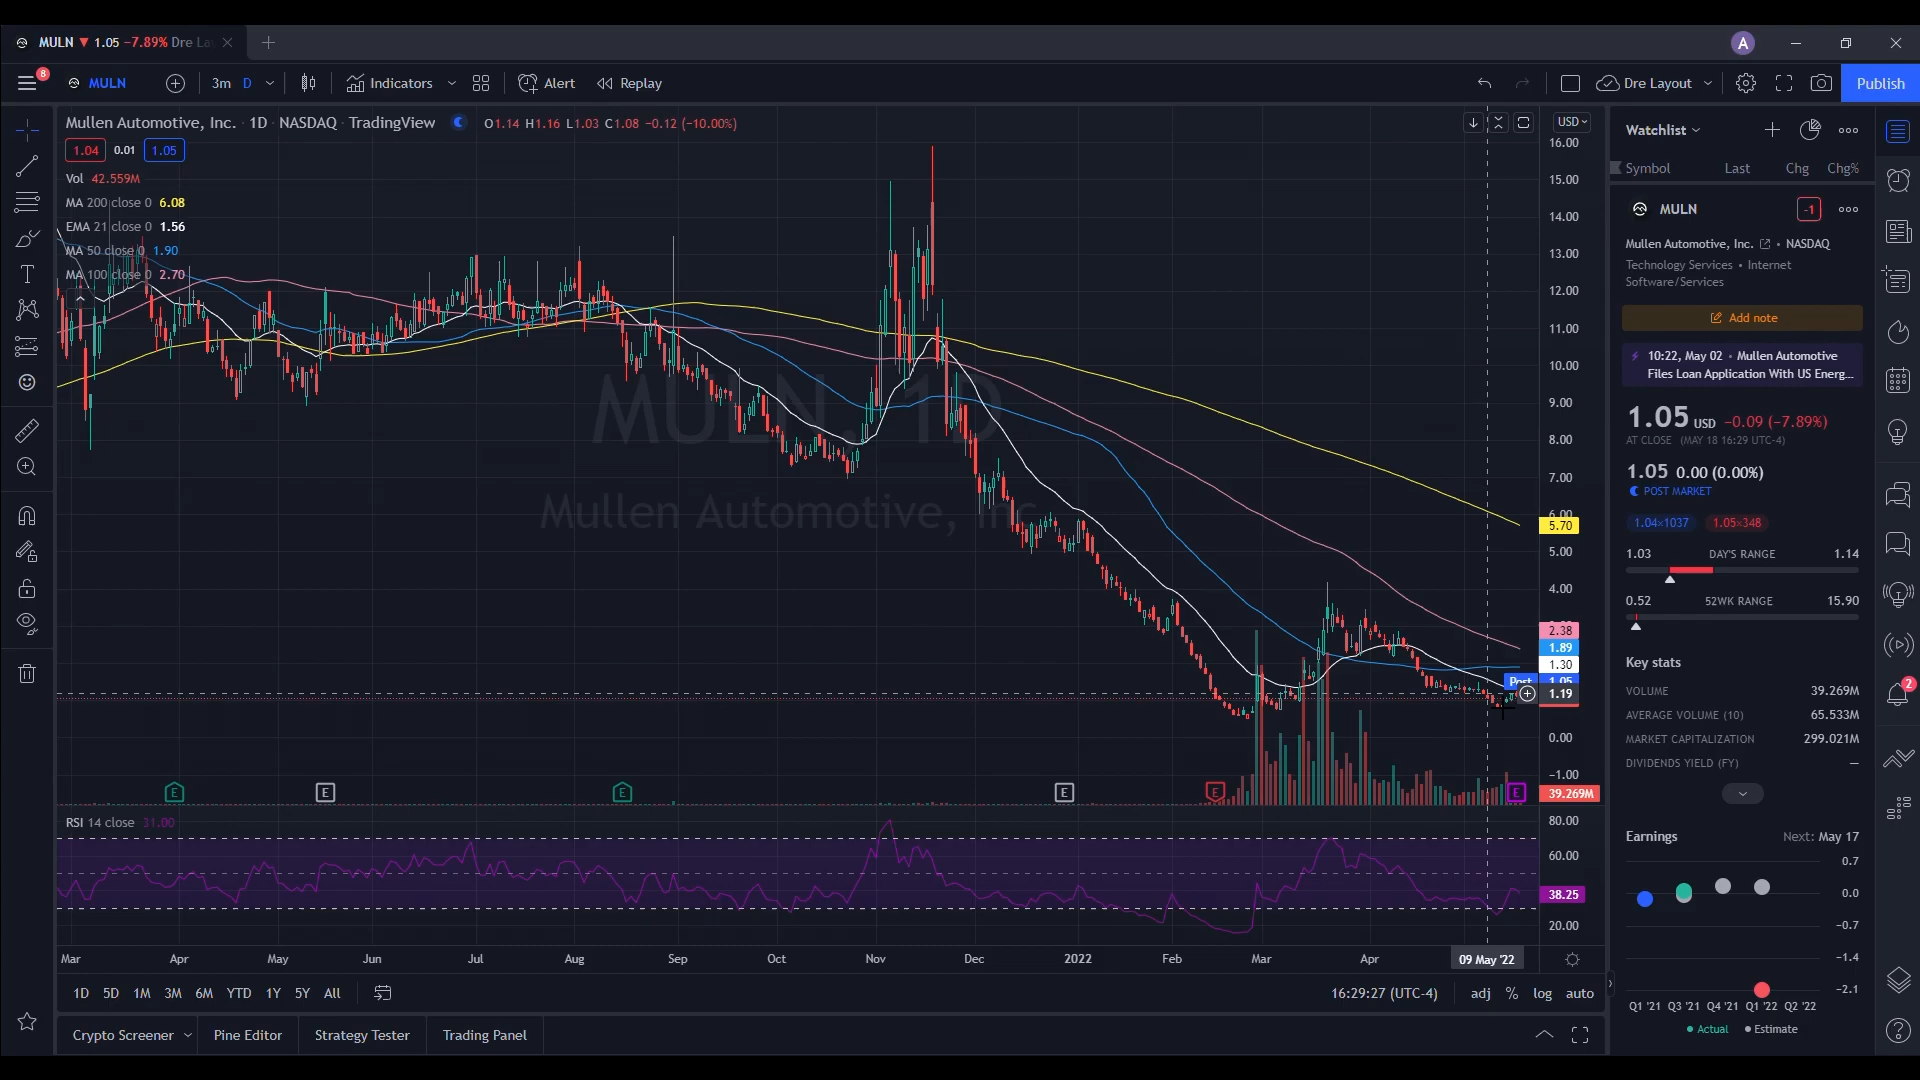 MULN ▼ 1.05 −7.89% Dre La
A
8
MULN
3m D
Indicators
Alert
Replay
Dre Layout
Publish
Mullen Automotive, Inc. · 1D · NASDAQ · TradingView
O1.14 H1.16 L1.03 C1.08 −0.12 (−10.00%)
1.04 0.01 1.05
Vol 42.559M
MA 200 close 0 6.08
EMA 21 close 0 1.56
MA 50 close 0 1.90
MA 100 close 0 2.70
MULN, 1D
Mullen Automotive, Inc.
USD
16.00
15.00
14.00
13.00
12.00
11.00
10.00
9.00
8.00
7.00
6.00
5.70
5.00
4.00
2.38
1.89
1.30
Post 1.05
1.19
0.00
−1.00
39.269M
E E E E E E
RSI 14 close 31.00
80.00
60.00
38.25
20.00
Mar Apr May Jun Jul Aug Sep Oct Nov Dec 2022 Feb Mar Apr 09 May '22
1D 5D 1M 3M 6M YTD 1Y 5Y All
16:29:27 (UTC-4) adj % log auto
Crypto Screener Pine Editor Strategy Tester Trading Panel
Watchlist
Symbol Last Chg Chg%
MULN -1
Mullen Automotive, Inc. • NASDAQ
Technology Services • Internet
Software/Services
Add note
10:22, May 02 • Mullen Automotive
Files Loan Application With US Energ...
1.05 USD −0.09 (−7.89%)
AT CLOSE (MAY 18 16:29 UTC-4)
1.05 0.00 (0.00%)
POST MARKET
1.04×1037 1.05×348
1.03 DAY'S RANGE 1.14
0.52 52WK RANGE 15.90
Key stats
VOLUME 39.269M
AVERAGE VOLUME (10) 65.533M
MARKET CAPITALIZATION 299.021M
DIVIDENDS YIELD (FY) —
Earnings Next: May 17
0.7
0.0
-0.7
-1.4
-2.1
Q1 '21 Q3 '21 Q4 '21 Q1 '22 Q2 '22
• Actual • Estimate
2